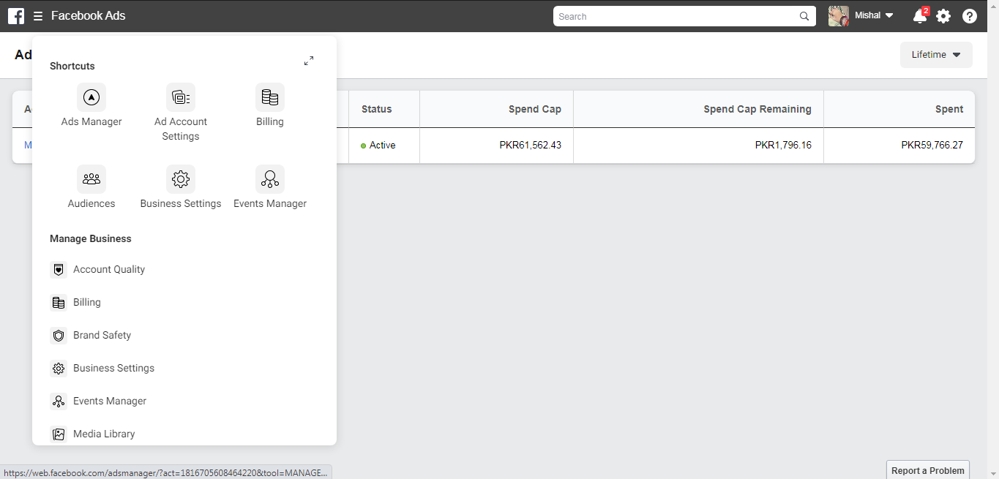 Facebook Ads
Search
Mishal
2
Ad
Lifetime
Shortcuts
Ads Manager
Ad Account
Settings
Billing
Audiences
Business Settings
Events Manager
Manage Business
Account Quality
Billing
Brand Safety
Business Settings
Events Manager
Media Library
A
Status
Spend Cap
Spend Cap Remaining
Spent
M
Active
PKR61,562.43
PKR1,796.16
PKR59,766.27
https://web.facebook.com/adsmanager/?act=1816705608464220&tool=MANAGE...
Report a Problem